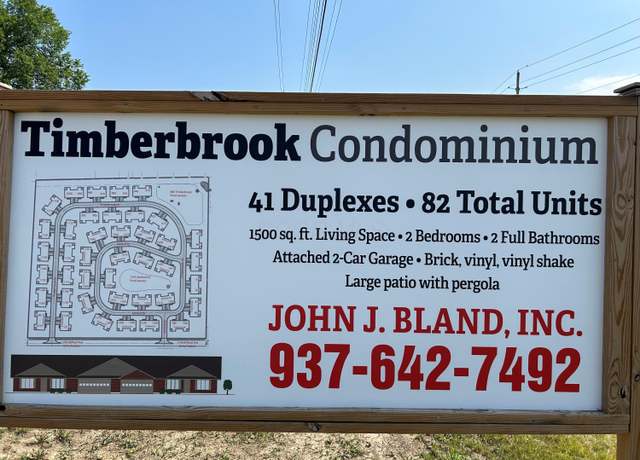 Timberbrook Condominium
41 Duplexes • 82 Total Units
1500 sq. ft. Living Space • 2 Bedrooms • 2 Full Bathrooms
Attached 2-Car Garage • Brick, vinyl, vinyl shake
Large patio with pergola
JOHN J. BLAND, INC.
937-642-7492